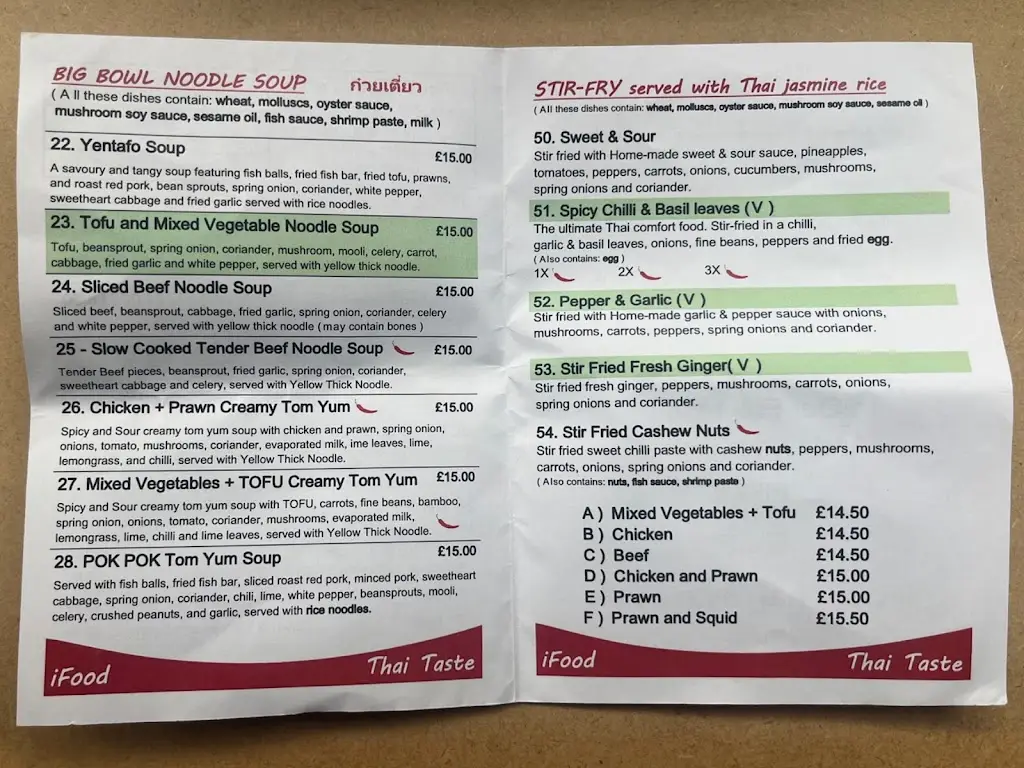 BIG BOWL NOODLE SOUP ก๋วยเตี่ยว
( A ll these dishes contain: wheat, molluscs, oyster sauce,
mushroom soy sauce, sesame oil, fish sauce, shrimp paste, milk )
22. Yentafo Soup £15.00
A savoury and tangy soup featuring fish balls, fried fish bar, fried tofu, prawns,
and roast red pork, bean sprouts, spring onion, coriander, white pepper,
sweetheart cabbage and fried garlic served with rice noodles.
23. Tofu and Mixed Vegetable Noodle Soup £15.00
Tofu, beansprout, spring onion, coriander, mushroom, mooli, celery, carrot,
cabbage, fried garlic and white pepper, served with yellow thick noodle.
24. Sliced Beef Noodle Soup £15.00
Sliced beef, beansprout, cabbage, fried garlic, spring onion, coriander, celery
and white pepper, served with yellow thick noodle ( may contain bones )
25 - Slow Cooked Tender Beef Noodle Soup £15.00
Tender Beef pieces, beansprout, fried garlic, spring onion, coriander,
sweetheart cabbage and celery, served with Yellow Thick Noodle.
26. Chicken + Prawn Creamy Tom Yum £15.00
Spicy and Sour creamy tom yum soup with chicken and prawn, spring onion,
onions, tomato, mushrooms, coriander, evaporated milk, ime leaves, lime,
lemongrass, and chilli, served with Yellow Thick Noodle.
27. Mixed Vegetables + TOFU Creamy Tom Yum £15.00
Spicy and Sour creamy tom yum soup with TOFU, carrots, fine beans, bamboo,
spring onion, onions, tomato, coriander, mushrooms, evaporated milk,
lemongrass, lime, chilli and lime leaves, served with Yellow Thick Noodle.
28. POK POK Tom Yum Soup £15.00
Served with fish balls, fried fish bar, sliced roast red pork, minced pork, sweetheart
cabbage, spring onion, coriander, chili, lime, white pepper, beansprouts, mooli,
celery, crushed peanuts, and garlic, served with rice noodles.
iFood Thai Taste
STIR-FRY served with Thai jasmine rice
( All these dishes contain: wheat, molluscs, oyster sauce, mushroom soy sauce, sesame oil )
50. Sweet & Sour
Stir fried with Home-made sweet & sour sauce, pineapples,
tomatoes, peppers, carrots, onions, cucumbers, mushrooms,
spring onions and coriander.
51. Spicy Chilli & Basil leaves ( V )
The ultimate Thai comfort food. Stir-fried in a chilli,
garlic & basil leaves, onions, fine beans, peppers and fried egg.
( Also contains: egg )
1X 2X 3X
52. Pepper & Garlic ( V )
Stir fried with Home-made garlic & pepper sauce with onions,
mushrooms, carrots, peppers, spring onions and coriander.
53. Stir Fried Fresh Ginger( V )
Stir fried fresh ginger, peppers, mushrooms, carrots, onions,
spring onions and coriander.
54. Stir Fried Cashew Nuts
Stir fried sweet chilli paste with cashew nuts, peppers, mushrooms,
carrots, onions, spring onions and coriander.
( Also contains: nuts, fish sauce, shrimp paste )
A ) Mixed Vegetables + Tofu £14.50
B ) Chicken £14.50
C ) Beef £14.50
D ) Chicken and Prawn £15.00
E ) Prawn £15.00
F ) Prawn and Squid £15.50
iFood Thai Taste